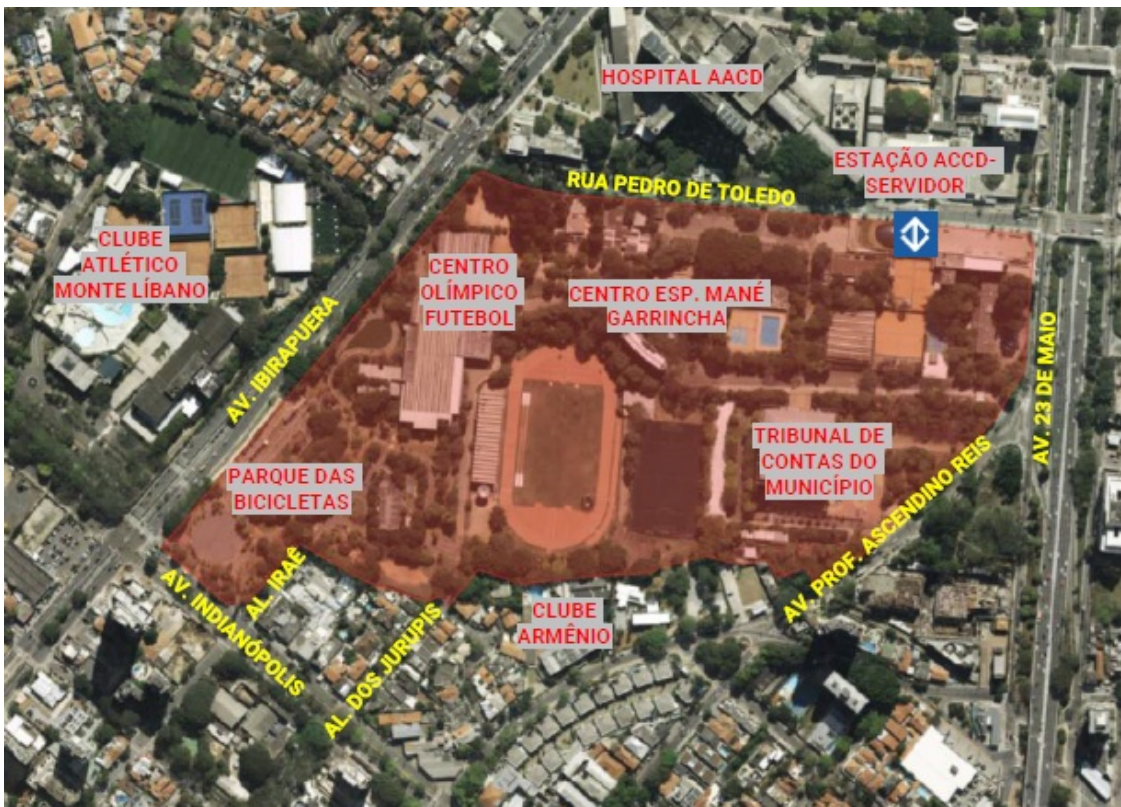 HOSPITAL AACD
ESTAÇÃO ACCD-
SERVIDOR
RUA PEDRO DE TOLEDO
CLUBE
ATLÉTICO
MONTE LÍBANO
CENTRO
OLÍMPICO
FUTEBOL
CENTRO ESP. MANÉ
GARRINCHA
AV. IBIRAPUERA
AV. 23 DE MAIO
TRIBUNAL DE
CONTAS DO
MUNICÍPIO
PARQUE DAS
BICICLETAS
AV. PROF. ASCENDINO REIS
AV. INDIANÓPOLIS
AL. IRAÊ
AL. DOS JURUPIS
CLUBE
ARMÊNIO